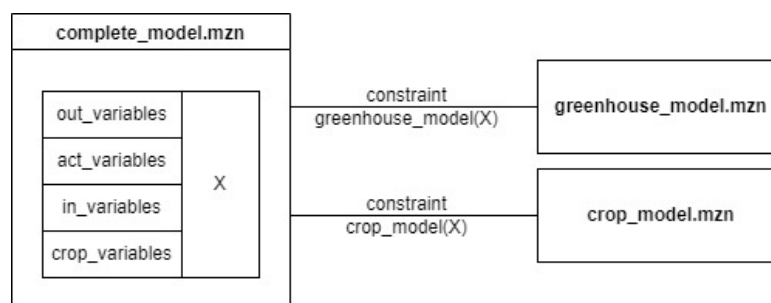 complete_model.mzn
out_variables
act_variables
in_variables
crop_variables
X
constraint
greenhouse_model(X)
greenhouse_model.mzn
constraint
crop_model(X)
crop_model.mzn